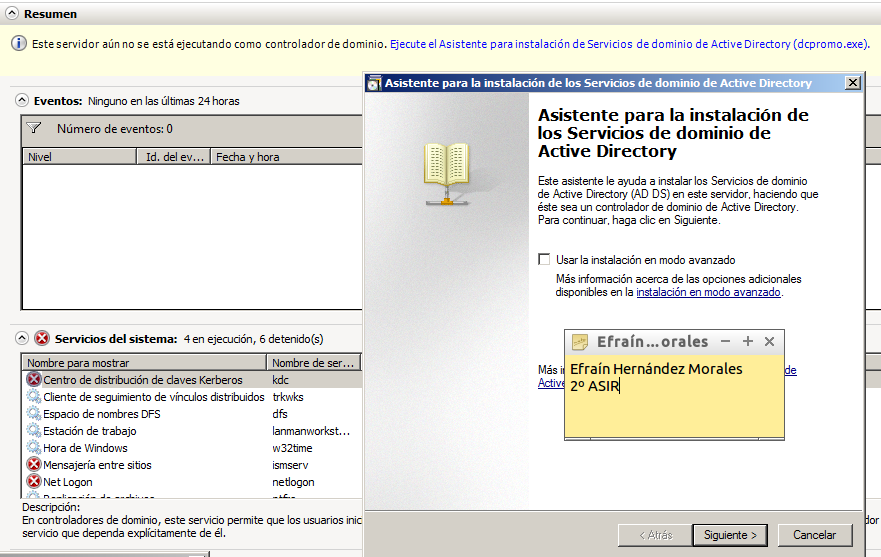 Resumen
Este servidor aún no se está ejecutando como controlador de dominio. Ejecute el Asistente para instalación de Servicios de dominio de Active Directory (dcpromo.exe).
Eventos: Ninguno en las últimas 24 horas
Número de eventos: 0
Nivel Id. del ev... Fecha y hora
Servicios del sistema: 4 en ejecución, 6 detenido(s)
Nombre para mostrar Nombre de ser...
Centro de distribución de claves Kerberos kdc
Cliente de seguimiento de vínculos distribuidos trkwks
Espacio de nombres DFS dfs
Estación de trabajo lanmanworkst...
Hora de Windows w32time
Mensajería entre sitios ismserv
Net Logon netlogon
Descripción:
En controladores de dominio, este servicio permite que los usuarios inic
servicio que dependa explícitamente de él.
dor
Asistente para la instalación de los Servicios de dominio de Active Directory
Asistente para la instalación de
los Servicios de dominio de
Active Directory
Este asistente le ayuda a instalar los Servicios de dominio
de Active Directory (AD DS) en este servidor, haciendo que
éste sea un controlador de dominio de Active Directory.
Para continuar, haga clic en Siguiente.
Usar la instalación en modo avanzado
Más información acerca de las opciones adicionales
disponibles en la instalación en modo avanzado.
Más
de
Active
Efraín...orales
Efraín Hernández Morales
2º ASIR
< Atrás Siguiente > Cancelar